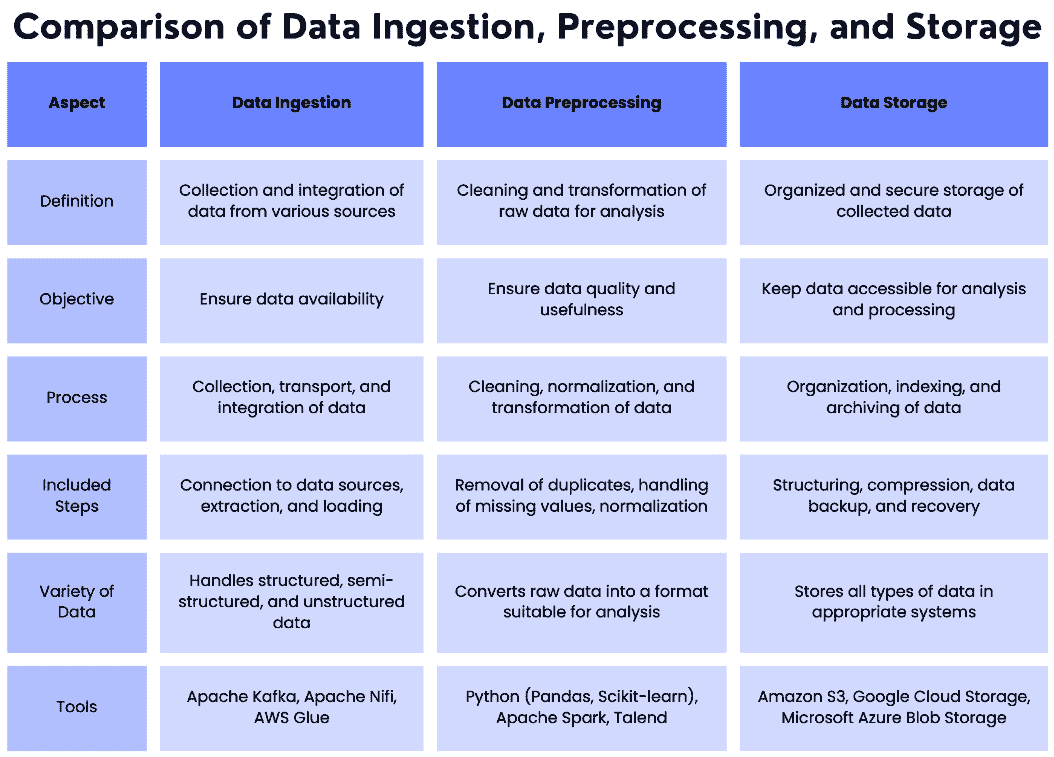 Comparison of Data Ingestion, Preprocessing, and Storage
Aspect
Data Ingestion
Data Preprocessing
Data Storage
Definition
Collection and integration of
data from various sources
Cleaning and transformation of
raw data for analysis
Organized and secure storage of
collected data
Objective
Ensure data availability
Ensure data quality and
usefulness
Keep data accessible for analysis
and processing
Process
Collection, transport, and
integration of data
Cleaning, normalization, and
transformation of data
Organization, indexing, and
archiving of data
Included
Steps
Connection to data sources,
extraction, and loading
Removal of duplicates, handling
of missing values, normalization
Structuring, compression, data
backup, and recovery
Variety of
Data
Handles structured, semi-
structured, and unstructured
data
Converts raw data into a format
suitable for analysis
Stores all types of data in
appropriate systems
Tools
Apache Kafka, Apache Nifi,
AWS Glue
Python (Pandas, Scikit-learn),
Apache Spark, Talend
Amazon S3, Google Cloud Storage,
Microsoft Azure Blob Storage